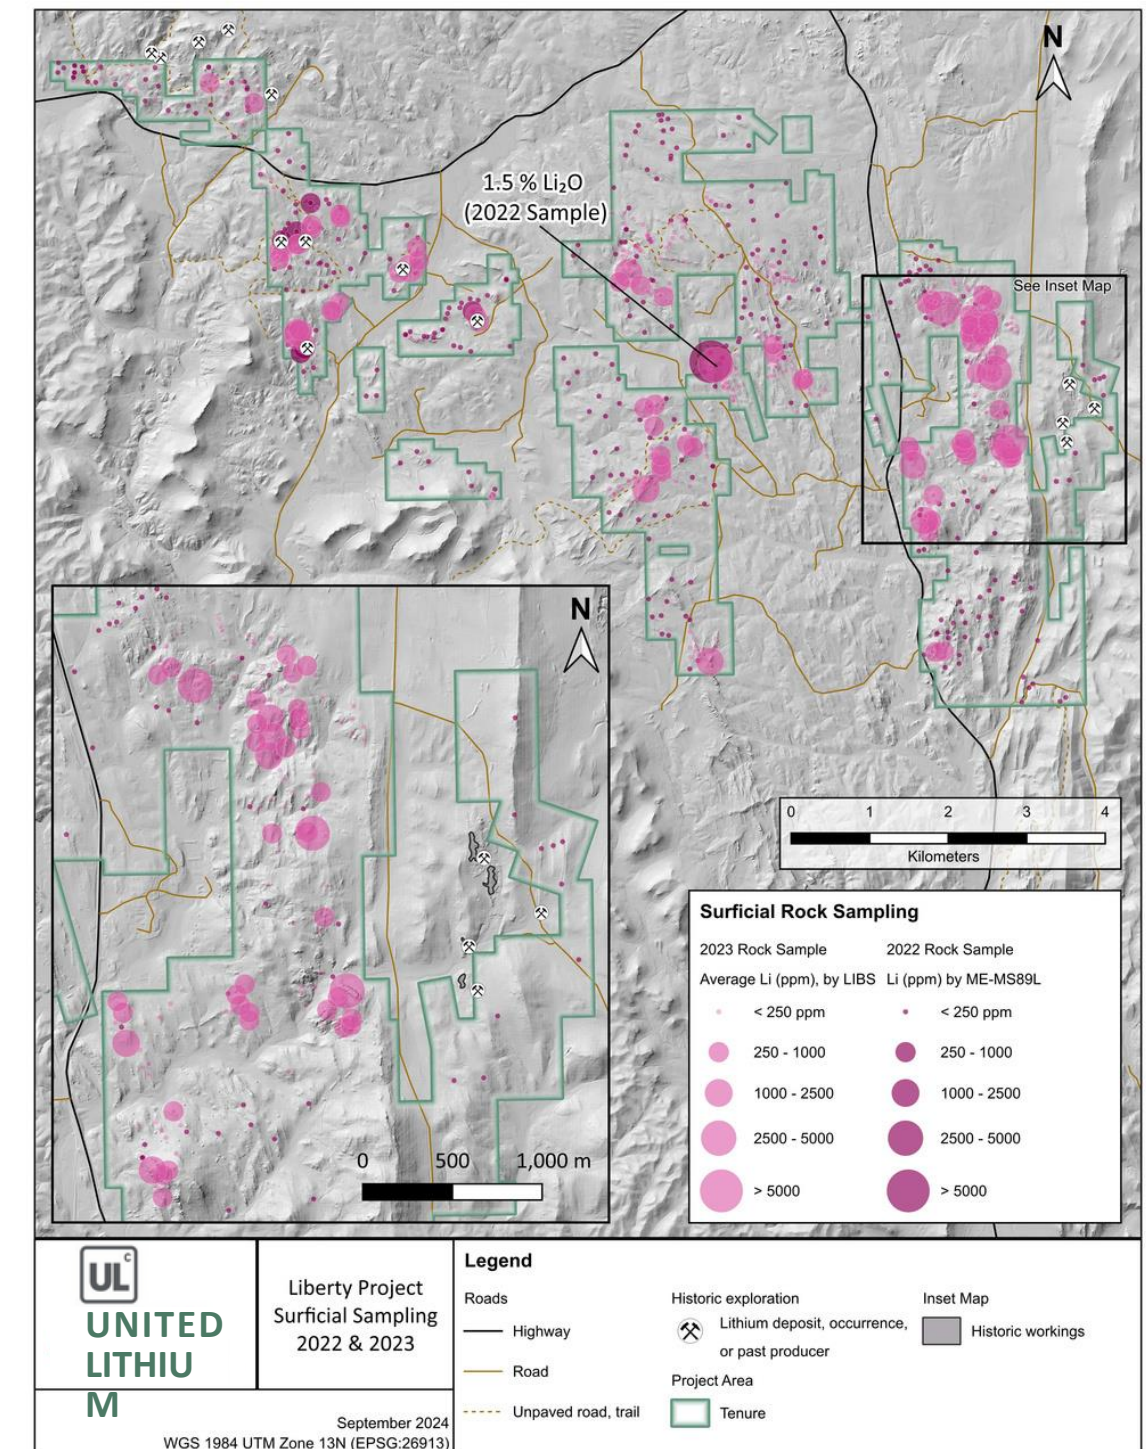 N
1.5 % Li₂O
(2022 Sample)
See Inset Map
N
0 1 2 3 4
Kilometers
Surficial Rock Sampling
2023 Rock Sample
Average Li (ppm), by LIBS
< 250 ppm
250 - 1000
1000 - 2500
2500 - 5000
> 5000
2022 Rock Sample
Li (ppm) by ME-MS89L
< 250 ppm
250 - 1000
1000 - 2500
2500 - 5000
> 5000
0 500 1,000 m
UL c
UNITED
LITHIU
M
Liberty Project
Surficial Sampling
2022 & 2023
September 2024
WGS 1984 UTM Zone 13N (EPSG:26913)
Legend
Roads
Highway
Road
Unpaved road, trail
Historic exploration
Lithium deposit, occurrence,
or past producer
Project Area
Tenure
Inset Map
Historic workings